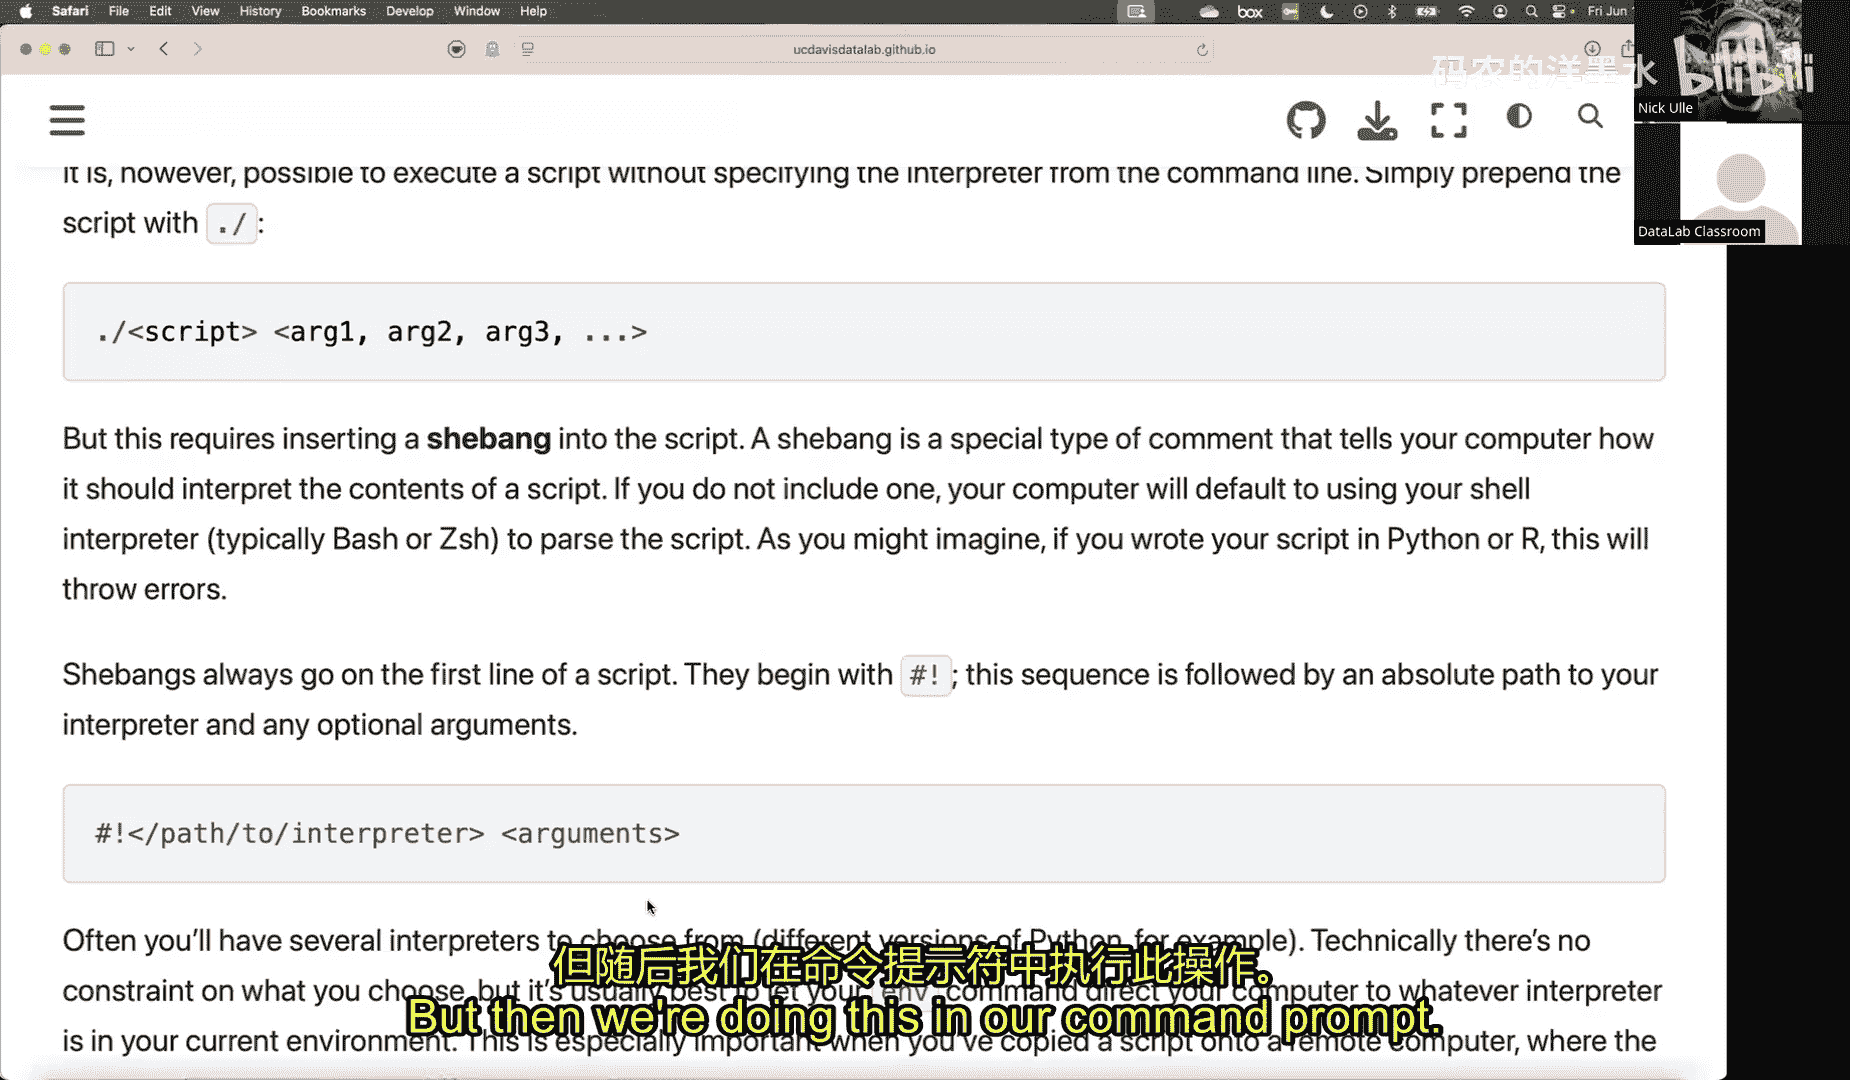 Safari File Edit View History Bookmarks Develop Window Help
box
Fri Jun
ucdavisdatalab.github.io
码农的洋墨水
bilibili
Nick Ulle
DataLab Classroom
It is, however, possible to execute a script without specifying the interpreter from the command line. Simply prepend the
script with ./ :
./<script> <arg1, arg2, arg3, ...>
But this requires inserting a shebang into the script. A shebang is a special type of comment that tells your computer how
it should interpret the contents of a script. If you do not include one, your computer will default to using your shell
interpreter (typically Bash or Zsh) to parse the script. As you might imagine, if you wrote your script in Python or R, this will
throw errors.
Shebangs always go on the first line of a script. They begin with #! ; this sequence is followed by an absolute path to your
interpreter and any optional arguments.
#!</path/to/interpreter> <arguments>
Often you’ll have several interpreters to choose from (different versions of Python, for example). Technically there’s no
constraint on what you choose, but it’s usually best to let your env command direct your computer to whatever interpreter
is in your current environment. This is especially important when you’ve copied a script onto a remote computer, where the
但随后我们在命令提示符中执行此操作。
But then we're doing this in our command prompt.